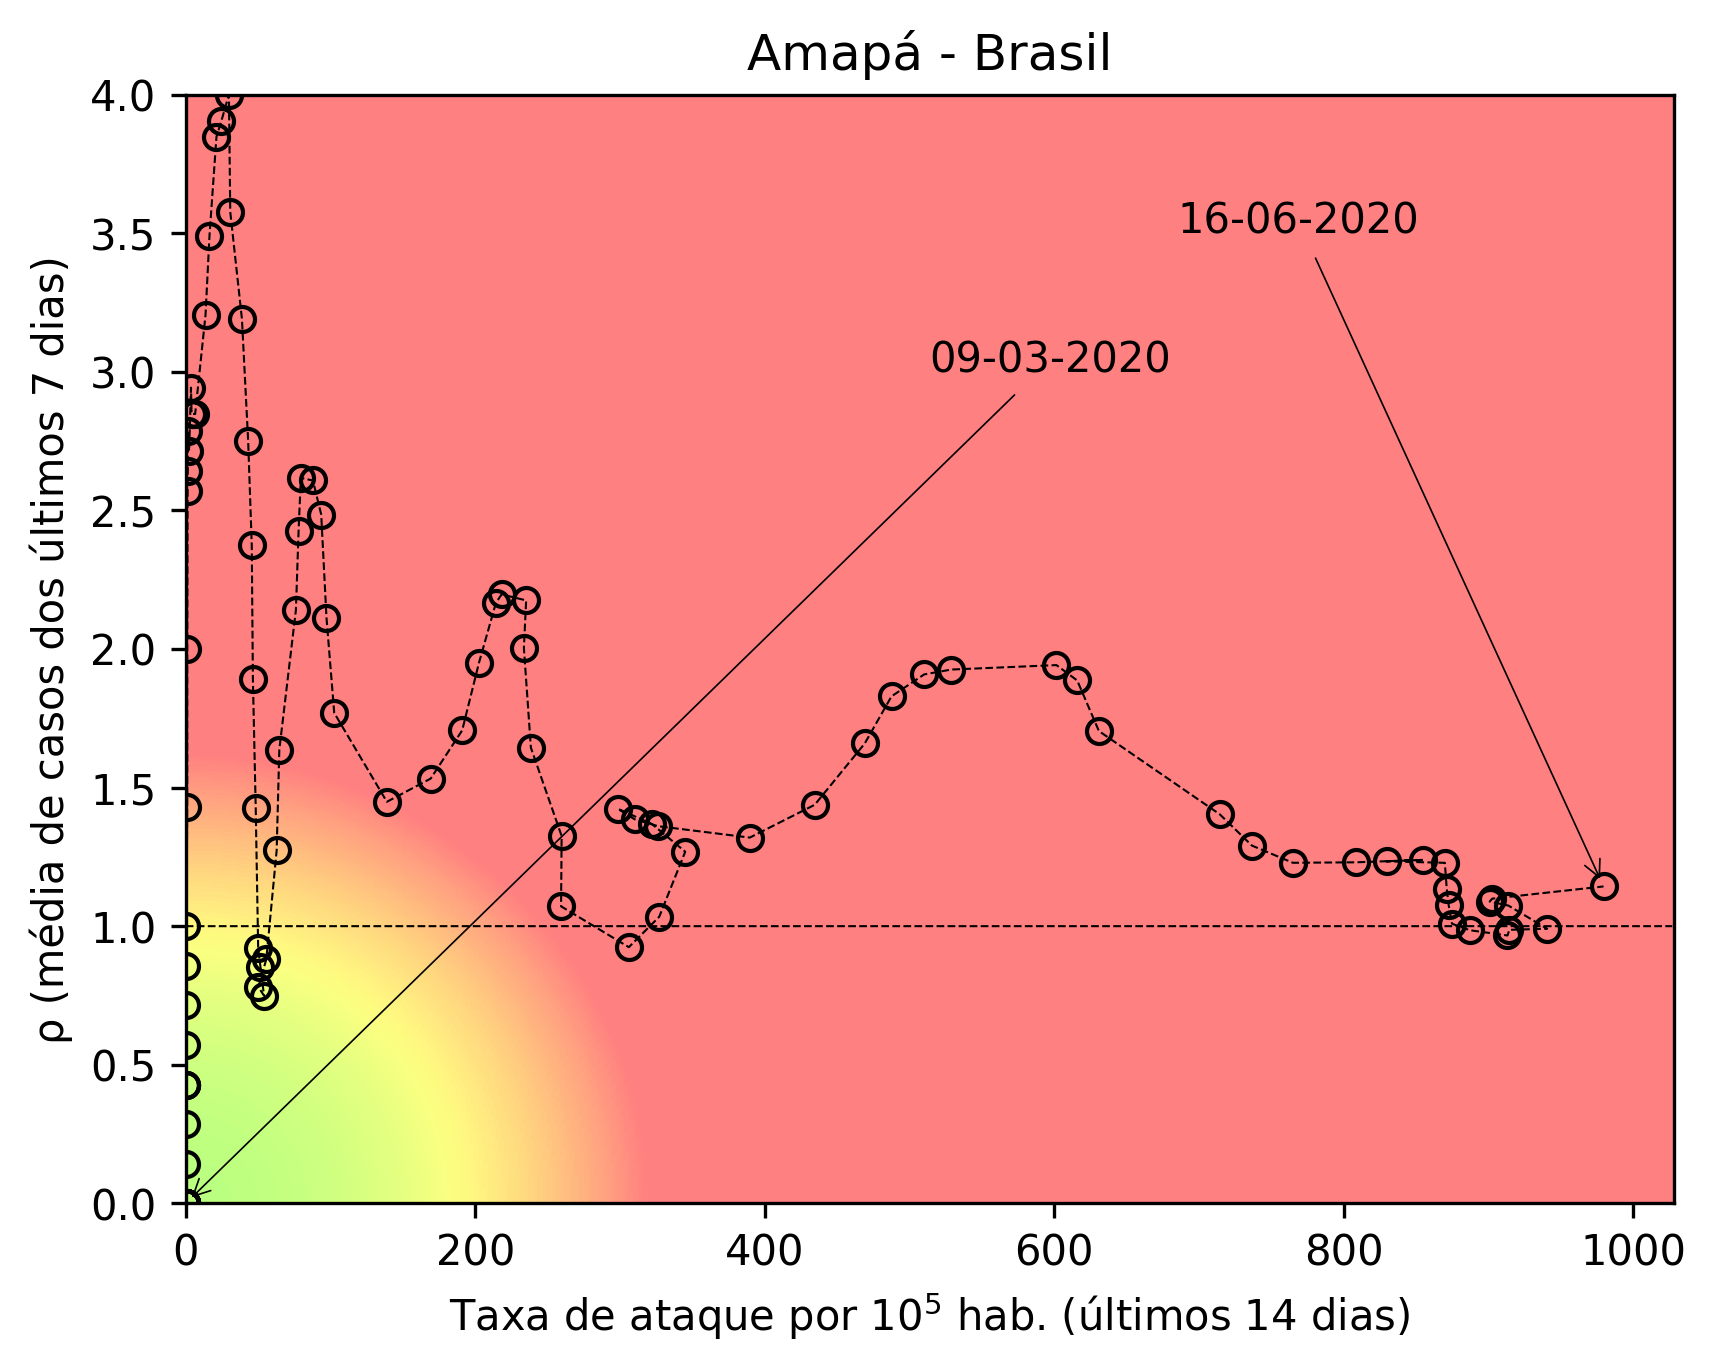 Amapá - Brasil
ρ (média de casos dos últimos 7 dias)
4.0
3.5
3.0
2.5
2.0
1.5
1.0
0.5
0.0
16-06-2020
09-03-2020
0 200 400 600 800 1000
Taxa de ataque por 10⁵ hab. (últimos 14 dias)